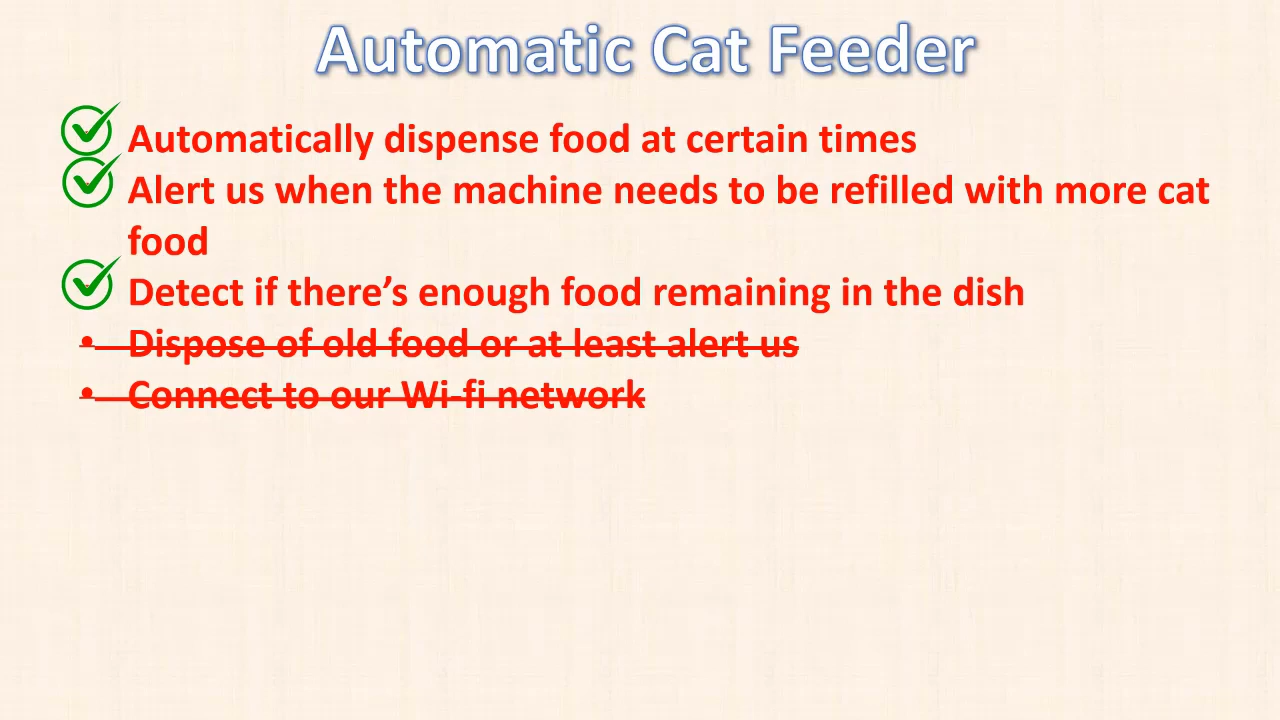 Automatic Cat Feeder
Automatically dispense food at certain times
Alert us when the machine needs to be refilled with more cat
food
Detect if there’s enough food remaining in the dish
• Dispose of old food or at least alert us
• Connect to our Wi-fi network